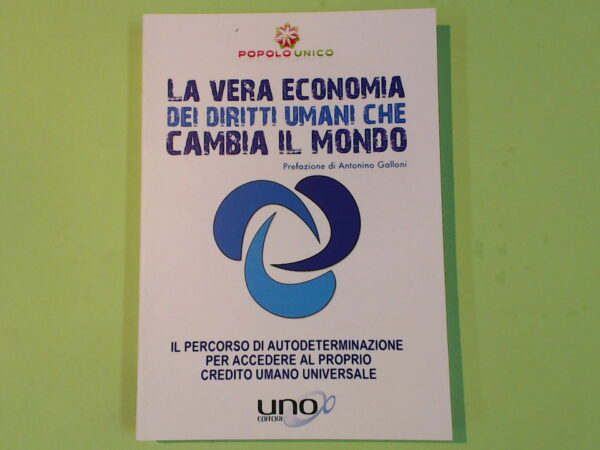 POPOLO UNICO
LA VERA ECONOMIA
DEI DIRITTI UMANI CHE
CAMBIA IL MONDO
Prefazione di Antonino Galloni
IL PERCORSO DI AUTODETERMINAZIONE
PER ACCEDERE AL PROPRIO
CREDITO UMANO UNIVERSALE
UNO
EDITORI